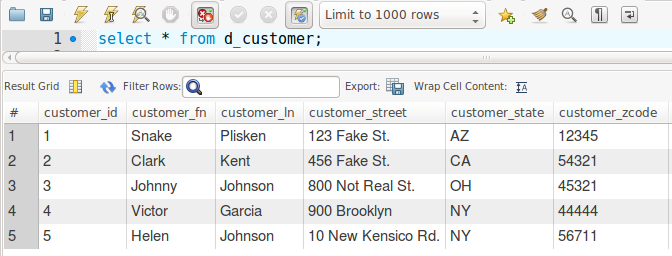 Limit to 1000 rows
1 select * from d_customer;
Result Grid Filter Rows: Export: Wrap Cell Content:
# customer_id customer_fn customer_ln customer_street customer_state customer_zcode
1 1 Snake Plisken 123 Fake St. AZ 12345
2 2 Clark Kent 456 Fake St. CA 54321
3 3 Johnny Johnson 800 Not Real St. OH 45321
4 4 Victor Garcia 900 Brooklyn NY 44444
5 5 Helen Johnson 10 New Kensico Rd. NY 56711